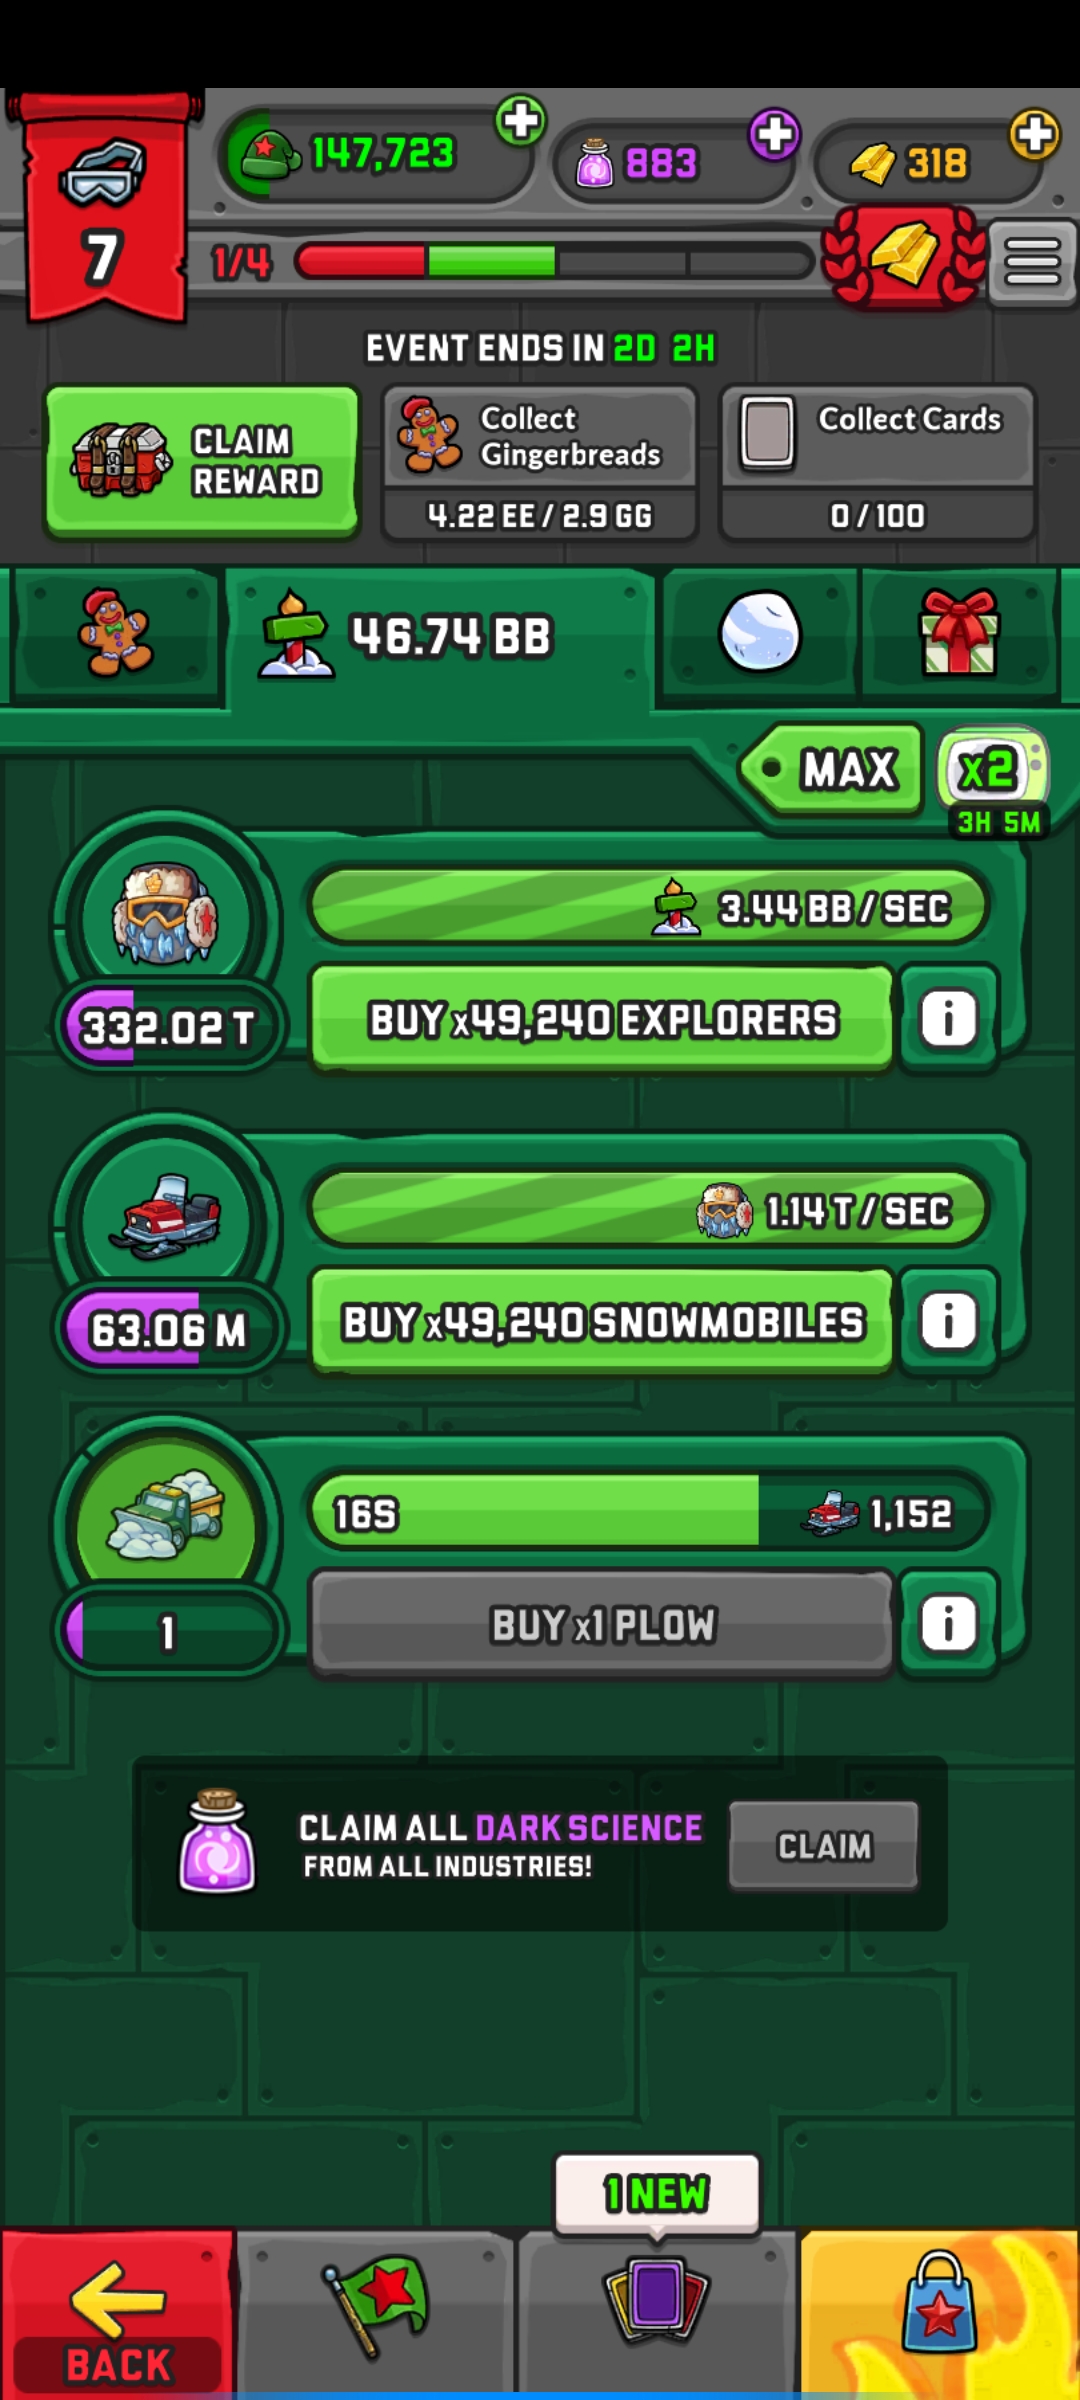 147,723
883
318
7
1/4
EVENT ENDS IN 2D 2H
CLAIM
REWARD
Collect
Gingerbreads
4.22 EE / 2.9 GG
Collect Cards
0 / 100
46.74 BB
MAX
x2
3H 5M
3.44 BB / SEC
332.02 T
BUY x49,240 EXPLORERS
i
1.14 T / SEC
63.06 M
BUY x49,240 SNOWMOBILES
i
16S
1,152
1
BUY x1 PLOW
i
CLAIM ALL DARK SCIENCE
FROM ALL INDUSTRIES!
CLAIM
1 NEW
BACK